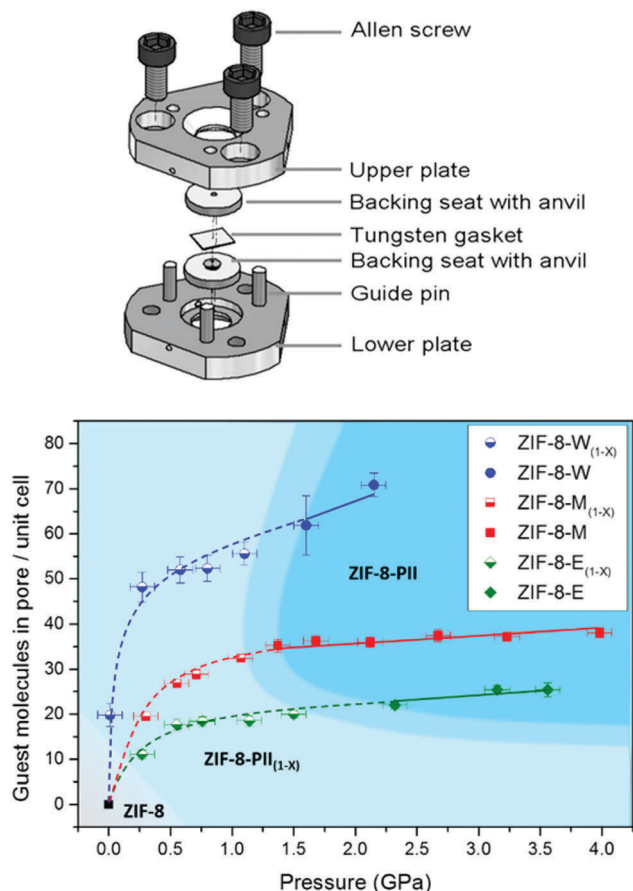 Allen screw
Upper plate
Backing seat with anvil
Tungsten gasket
Backing seat with anvil
Guide pin
Lower plate
Guest molecules in pore / unit cell
80
70
60
50
40
30
20
10
0
ZIF-8-W(1-X)
ZIF-8-W
ZIF-8-M(1-X)
ZIF-8-M
ZIF-8-E(1-X)
ZIF-8-E
ZIF-8-PII
ZIF-8-PII(1-X)
ZIF-8
0.0 0.5 1.0 1.5 2.0 2.5 3.0 3.5 4.0
Pressure (GPa)